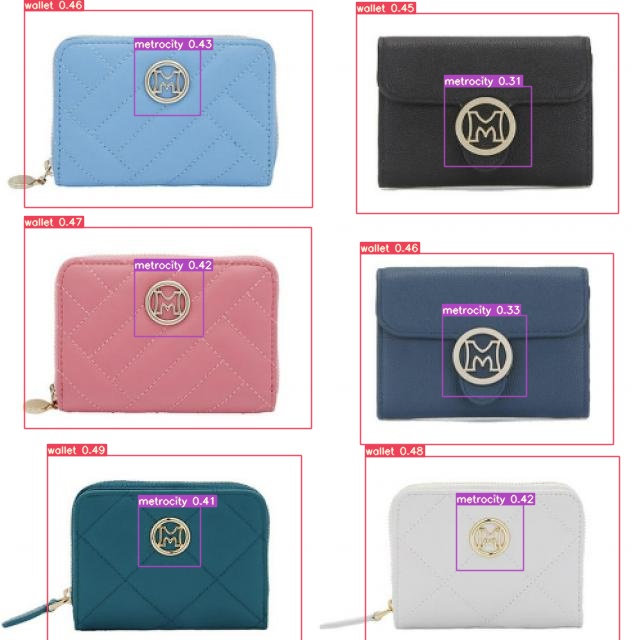 wallet 0.46
metrocity 0.43
M
wallet 0.45
metrocity 0.31
M
wallet 0.47
metrocity 0.42
M
wallet 0.46
metrocity 0.33
M
wallet 0.49
metrocity 0.41
M
wallet 0.48
metrocity 0.42
M